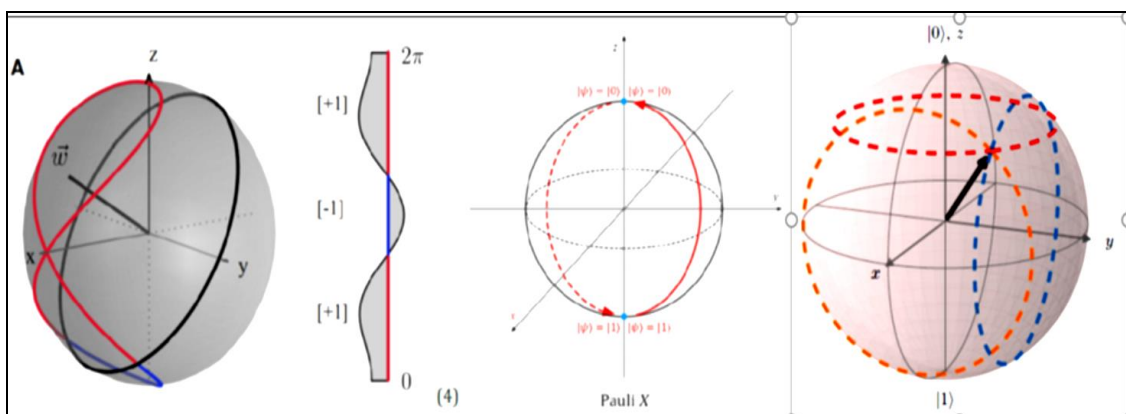 A
z
w
x
y
2π
[+1]
[-1]
[+1]
0
(4)
z
|ψ⟩ = |0⟩ |ψ⟩ = |0⟩
Y
x
|ψ⟩ = |1⟩ |ψ⟩ = |1⟩
Pauli X
|0⟩, z
x
y
|1⟩